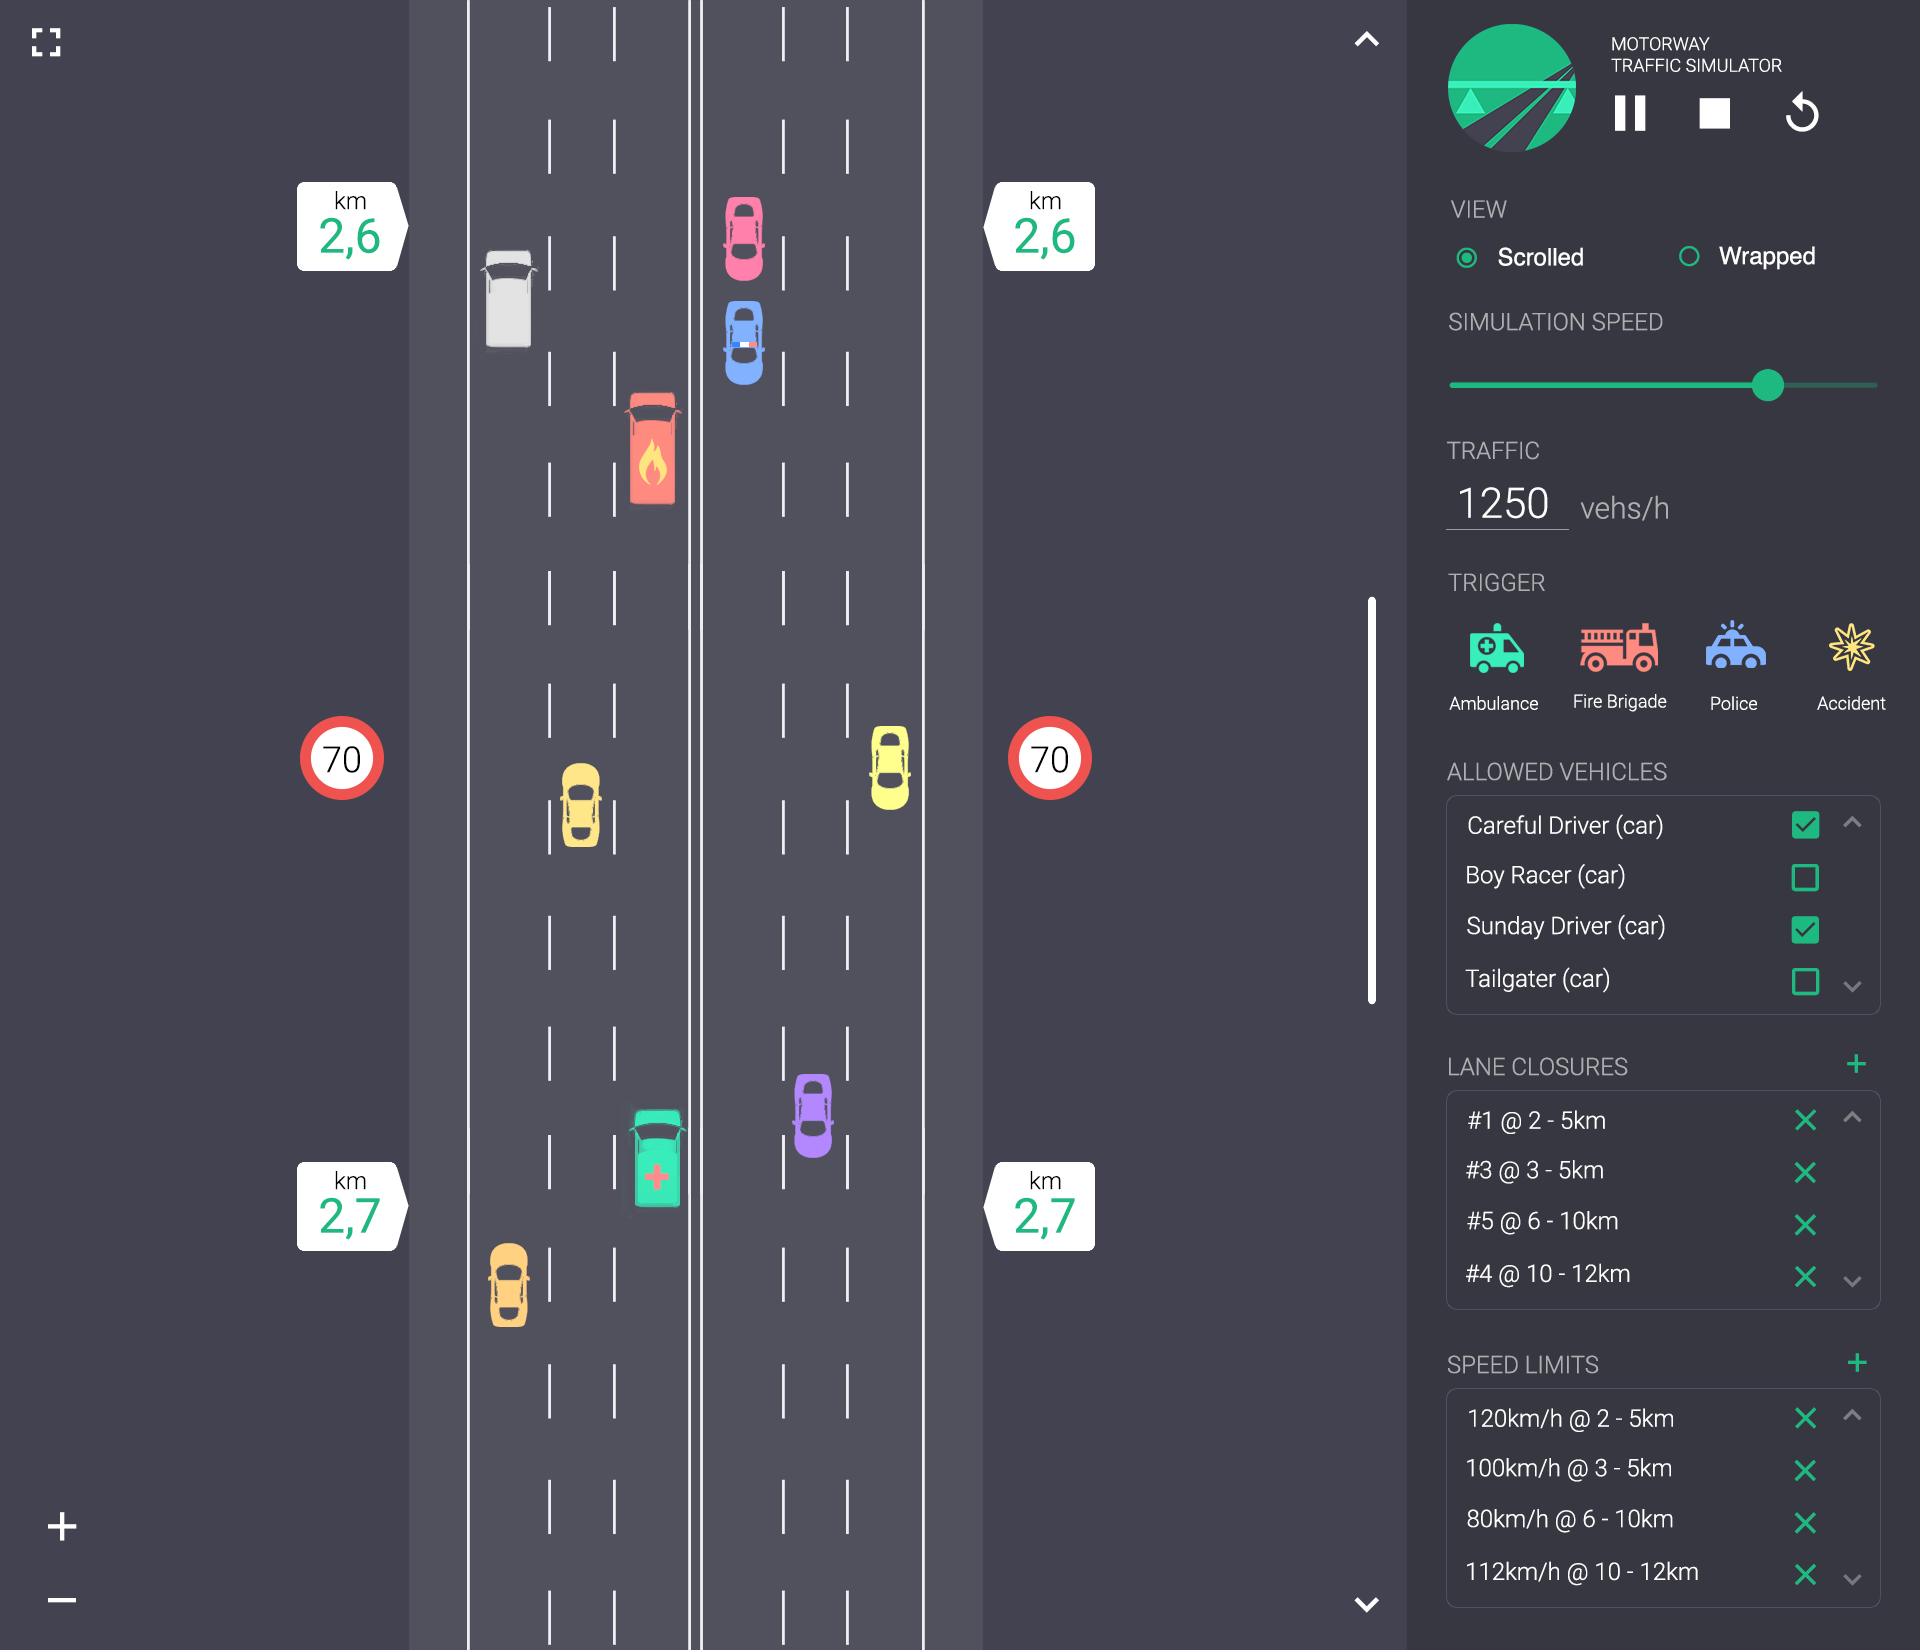 km
2,6
km
2,6
70
70
km
2,7
km
2,7
MOTORWAY
TRAFFIC SIMULATOR
VIEW
Scrolled
Wrapped
SIMULATION SPEED
TRAFFIC
1250 vehs/h
TRIGGER
Ambulance
Fire Brigade
Police
Accident
ALLOWED VEHICLES
Careful Driver (car)
Boy Racer (car)
Sunday Driver (car)
Tailgater (car)
LANE CLOSURES
#1 @ 2 - 5km
#3 @ 3 - 5km
#5 @ 6 - 10km
#4 @ 10 - 12km
SPEED LIMITS
120km/h @ 2 - 5km
100km/h @ 3 - 5km
80km/h @ 6 - 10km
112km/h @ 10 - 12km